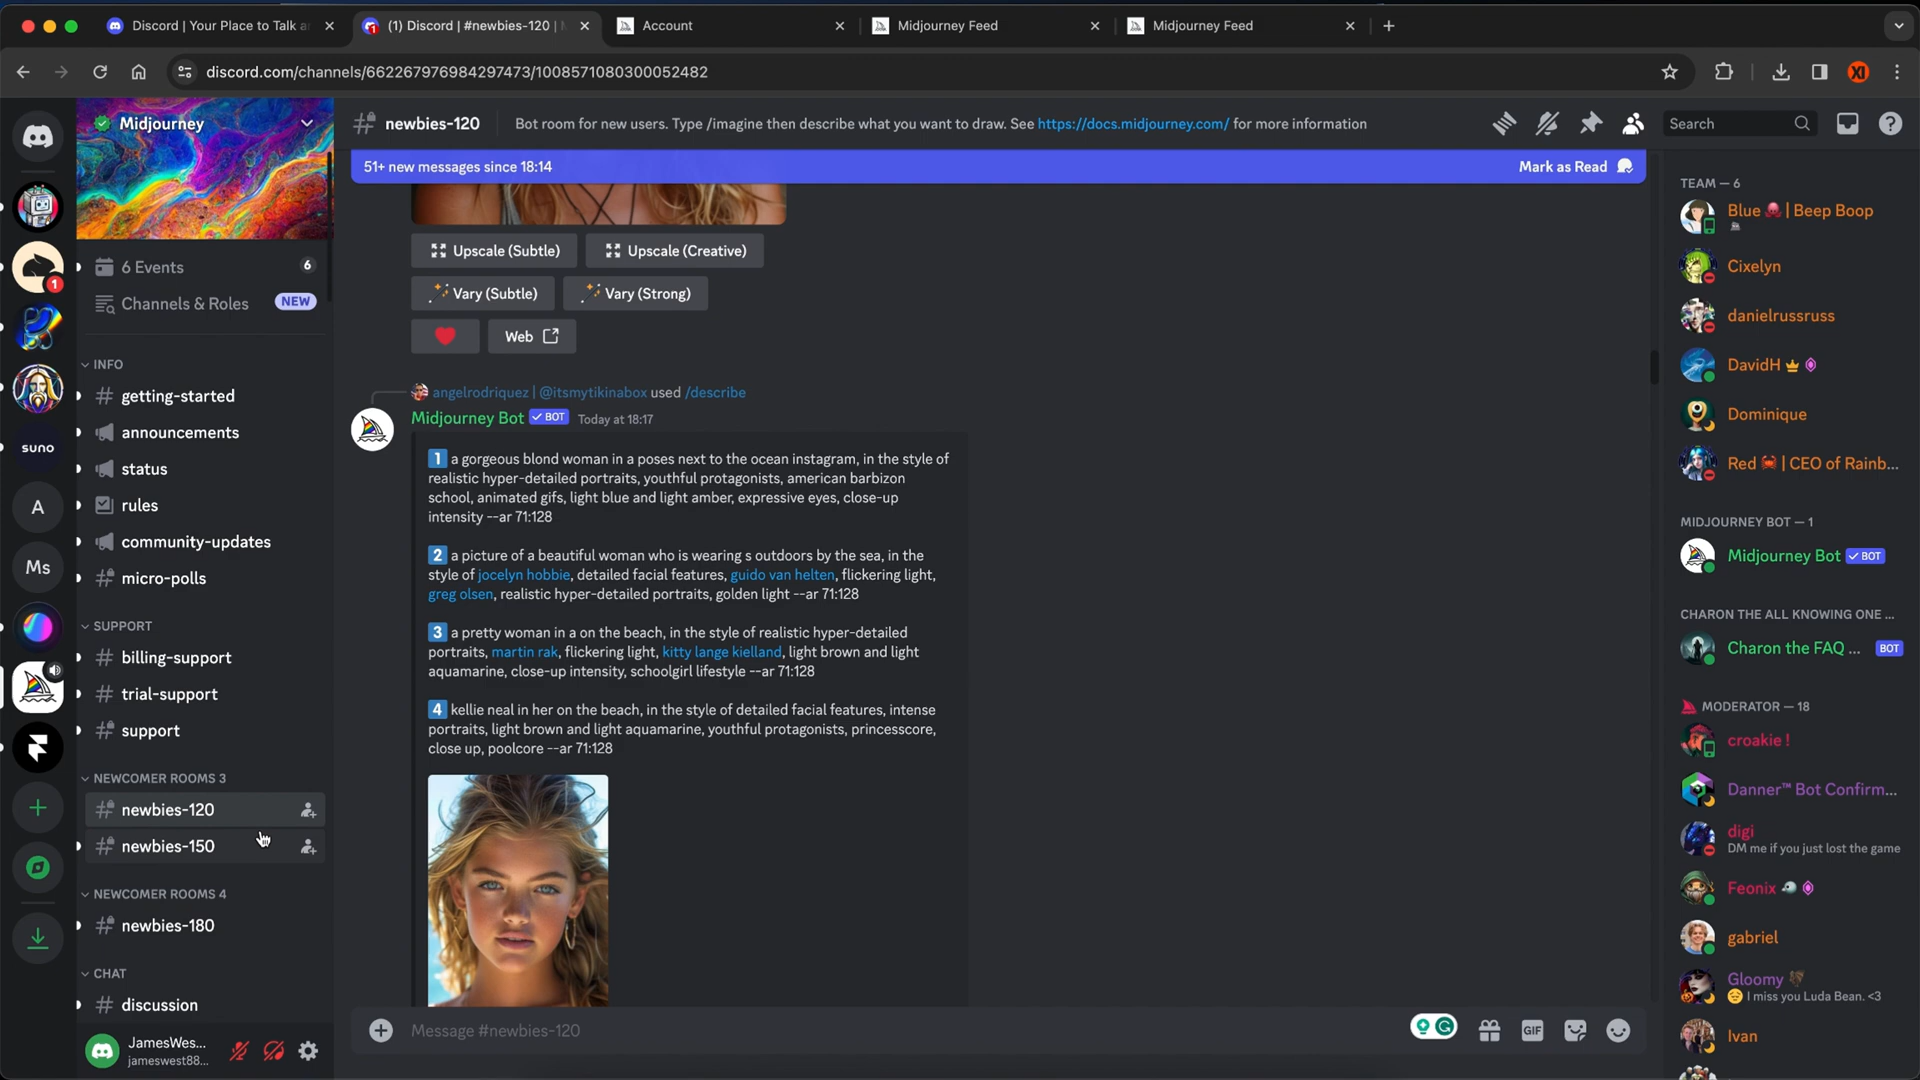 Discord | Your Place to Talk a
(1) Discord | #newbies-120 |
Account
Midjourney Feed
Midjourney Feed
discord.com/channels/662267976984297473/1008571080300052482
XI
Midjourney
newbies-120
Bot room for new users. Type /imagine then describe what you want to draw. See https://docs.midjourney.com/ for more information
Search
51+ new messages since 18:14
Mark as Read
1
suno
A
Ms
6 Events
6
Channels & Roles
NEW
INFO
getting-started
announcements
status
rules
community-updates
micro-polls
SUPPORT
billing-support
trial-support
support
NEWCOMER ROOMS 3
newbies-120
newbies-150
NEWCOMER ROOMS 4
newbies-180
CHAT
discussion
JamesWes...
jameswest88...
Upscale (Subtle)
Upscale (Creative)
Vary (Subtle)
Vary (Strong)
Web
angelrodriquez | @itsmytikinabox used /describe
Midjourney Bot BOT Today at 18:17
1 a gorgeous blond woman in a poses next to the ocean instagram, in the style of
realistic hyper-detailed portraits, youthful protagonists, american barbizon
school, animated gifs, light blue and light amber, expressive eyes, close-up
intensity --ar 71:128
2 a picture of a beautiful woman who is wearing s outdoors by the sea, in the
style of jocelyn hobbie, detailed facial features, guido van helten, flickering light,
greg olsen, realistic hyper-detailed portraits, golden light --ar 71:128
3 a pretty woman in a on the beach, in the style of realistic hyper-detailed
portraits, martin rak, flickering light, kitty lange kielland, light brown and light
aquamarine, close-up intensity, schoolgirl lifestyle --ar 71:128
4 kellie neal in her on the beach, in the style of detailed facial features, intense
portraits, light brown and light aquamarine, youthful protagonists, princesscore,
close up, poolcore --ar 71:128
Message #newbies-120
GIF
TEAM — 6
Blue | Beep Boop
Cixelyn
danielrussruss
DavidH
Dominique
Red | CEO of Rainb...
MIDJOURNEY BOT — 1
Midjourney Bot BOT
CHARON THE ALL KNOWING ONE ...
Charon the FAQ ... BOT
MODERATOR — 18
croakie !
Danner™ Bot Confirm...
digi
DM me if you just lost the game
Feonix
gabriel
Gloomy
I miss you Luda Bean. <3
Ivan